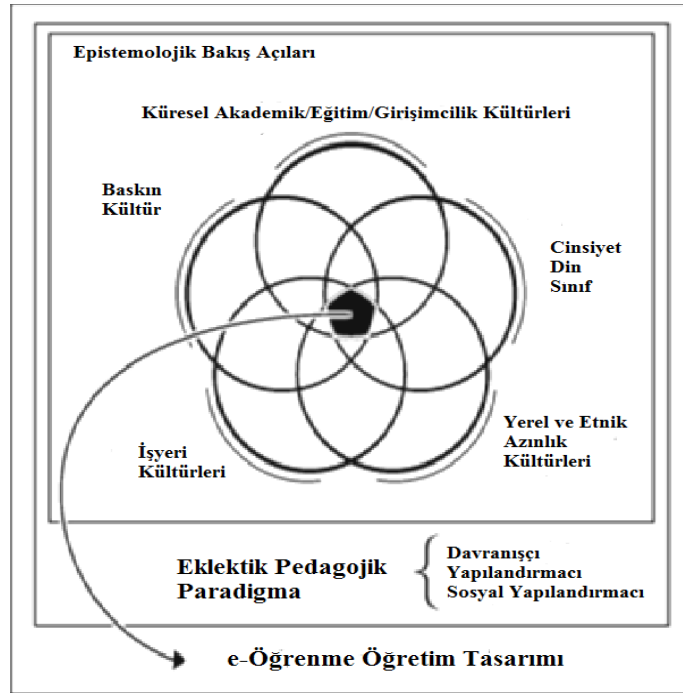 Epistemolojik Bakış Açıları
Küresel Akademik/Eğitim/Girişimcilik Kültürleri
Baskın
Kültür
Cinsiyet
Din
Sınıf
İşyeri
Kültürleri
Yerel ve Etnik
Azınlık
Kültürleri
Eklektik Pedagojik
Paradigma
Davranışçı
Yapılandırmacı
Sosyal Yapılandırmacı
e-Öğrenme Öğretim Tasarımı